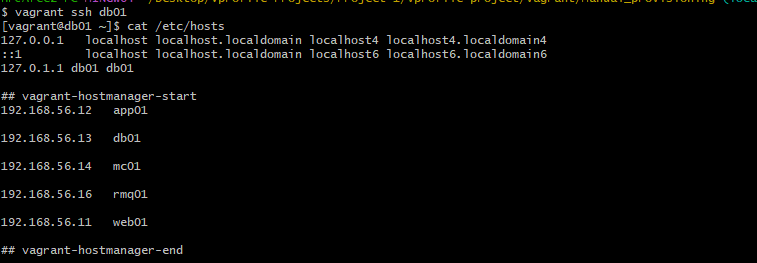 $ vagrant ssh db01
[vagrant@db01 ~]$ cat /etc/hosts
127.0.0.1   localhost localhost.localdomain localhost4 localhost4.localdomain4
::1         localhost localhost.localdomain localhost6 localhost6.localdomain6
127.0.1.1 db01 db01
## vagrant-hostmanager-start
192.168.56.12   app01
192.168.56.13   db01
192.168.56.14   mc01
192.168.56.16   rmq01
192.168.56.11   web01
## vagrant-hostmanager-end